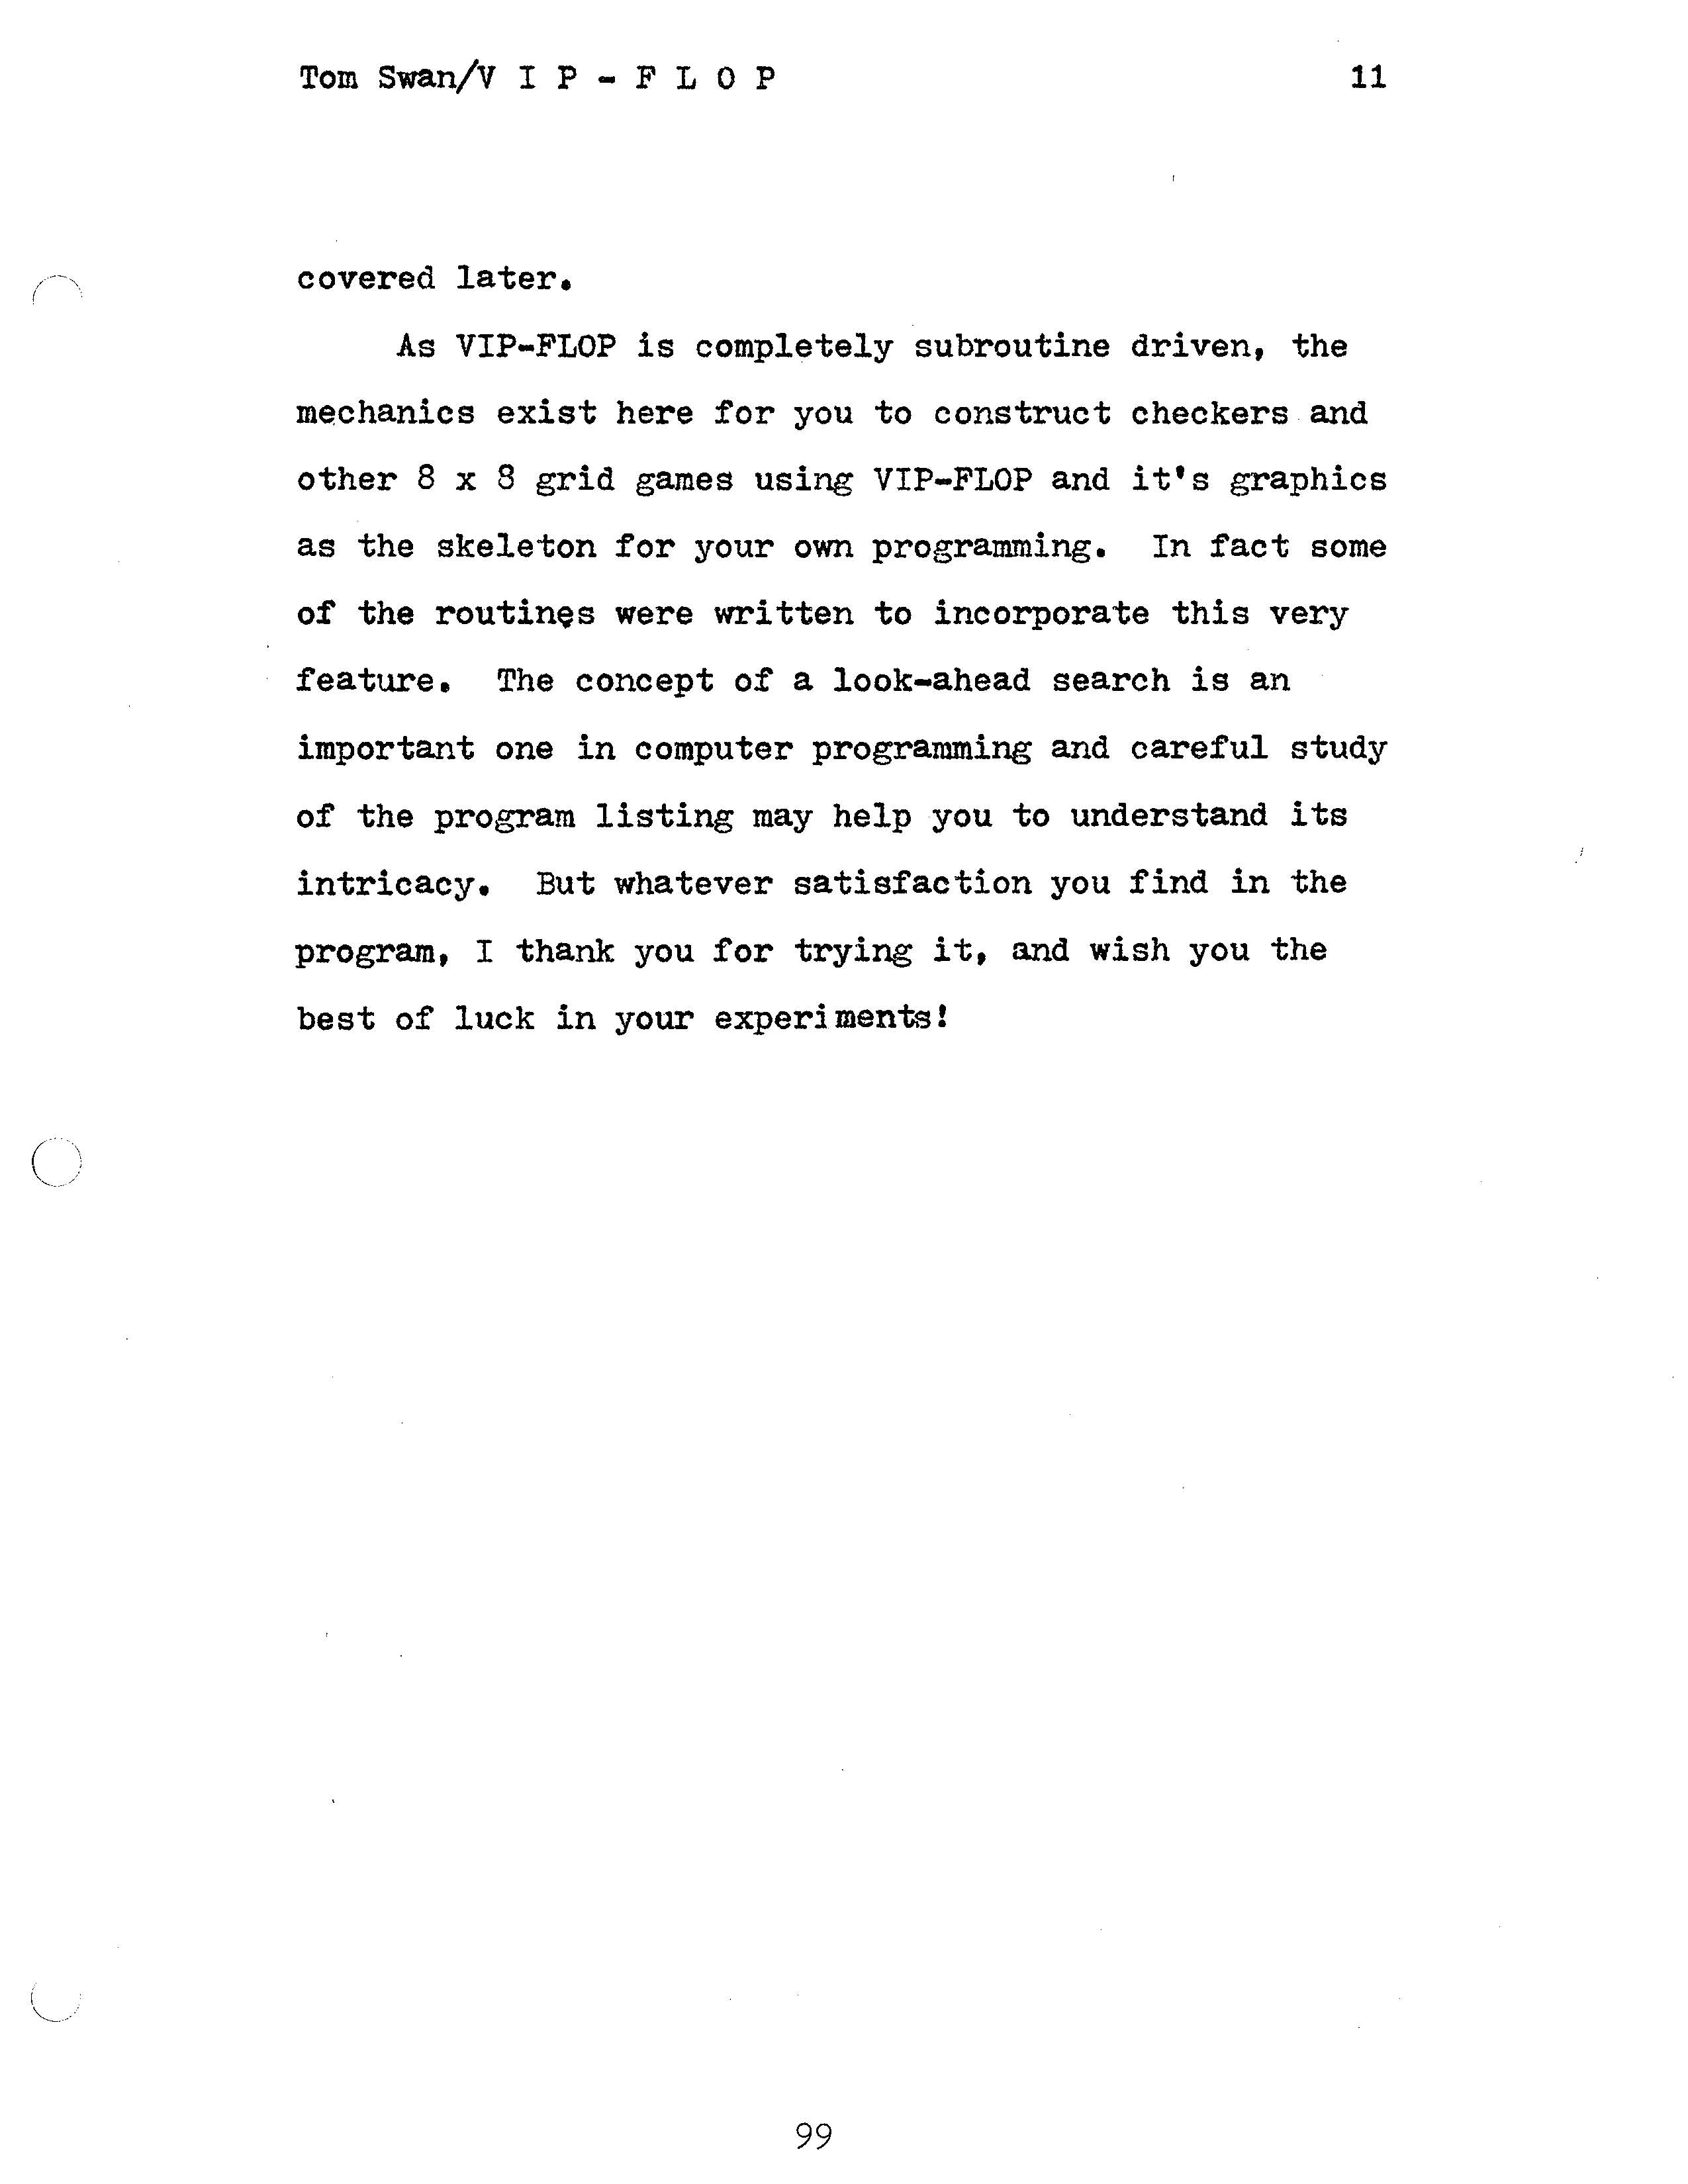 Tom Swan/V I P - F L O P 11
covered later.
As VIP-FLOP is completely subroutine driven, the
mechanics exist here for you to construct checkers and
other 8 x 8 grid games using VIP-FLOP and it's graphics
as the skeleton for your own programming. In fact some
of the routines were written to incorporate this very
feature. The concept of a look-ahead search is an
important one in computer programming and careful study
of the program listing may help you to understand its
intricacy. But whatever satisfaction you find in the
program, I thank you for trying it, and wish you the
best of luck in your experiments!
99